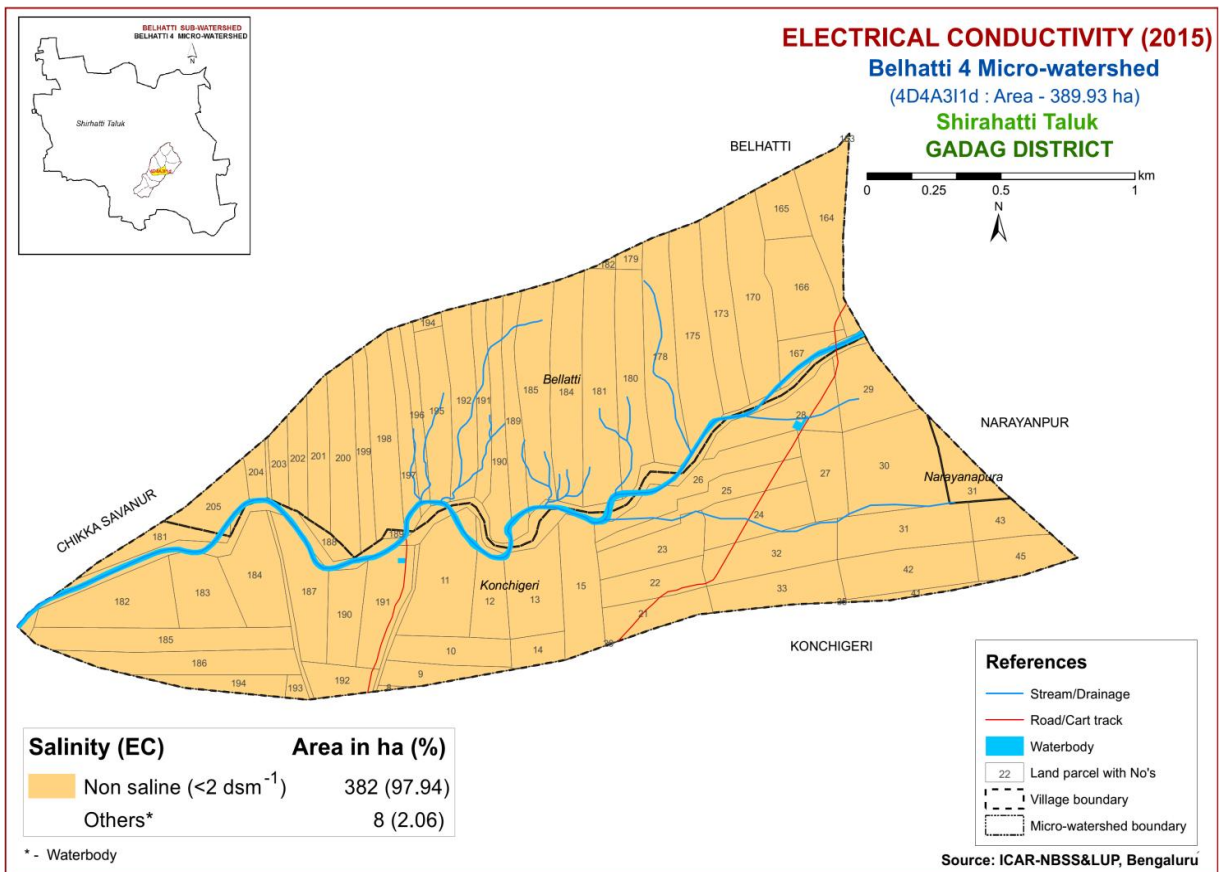 BELHATTI SUB-WATERSHED
BELHATTI 4 MICRO-WATERSHED
N
Shirhatti Taluk
ELECTRICAL CONDUCTIVITY (2015)
Belhatti 4 Micro-watershed
(4D4A3I1d : Area - 389.93 ha)
Shirahatti Taluk
GADAG DISTRICT
km
0 0.25 0.5 1
N
BELHATTI
NARAYANPUR
CHIKKA SAVANUR
KONCHIGERI
165
164
182
179
166
170
173
175
178
194
167
Bellatti
180
181
184
185
191
192
195
196
189
29
28
198
190
197
199
200
201
202
203
204
30
27
Narayanapura
31
26
25
24
205
181
188
189
43
31
23
32
45
42
184
183
182
187
190
191
11
12
13
Konchigeri
15
22
33
41
21
185
186
194
193
192
10
14
9
8
References
Stream/Drainage
Road/Cart track
Waterbody
22 Land parcel with No's
Village boundary
Micro-watershed boundary
Salinity (EC) Area in ha (%)
Non saline (<2 dsm⁻¹) 382 (97.94)
Others* 8 (2.06)
* - Waterbody
Source: ICAR-NBSS&LUP, Bengaluru